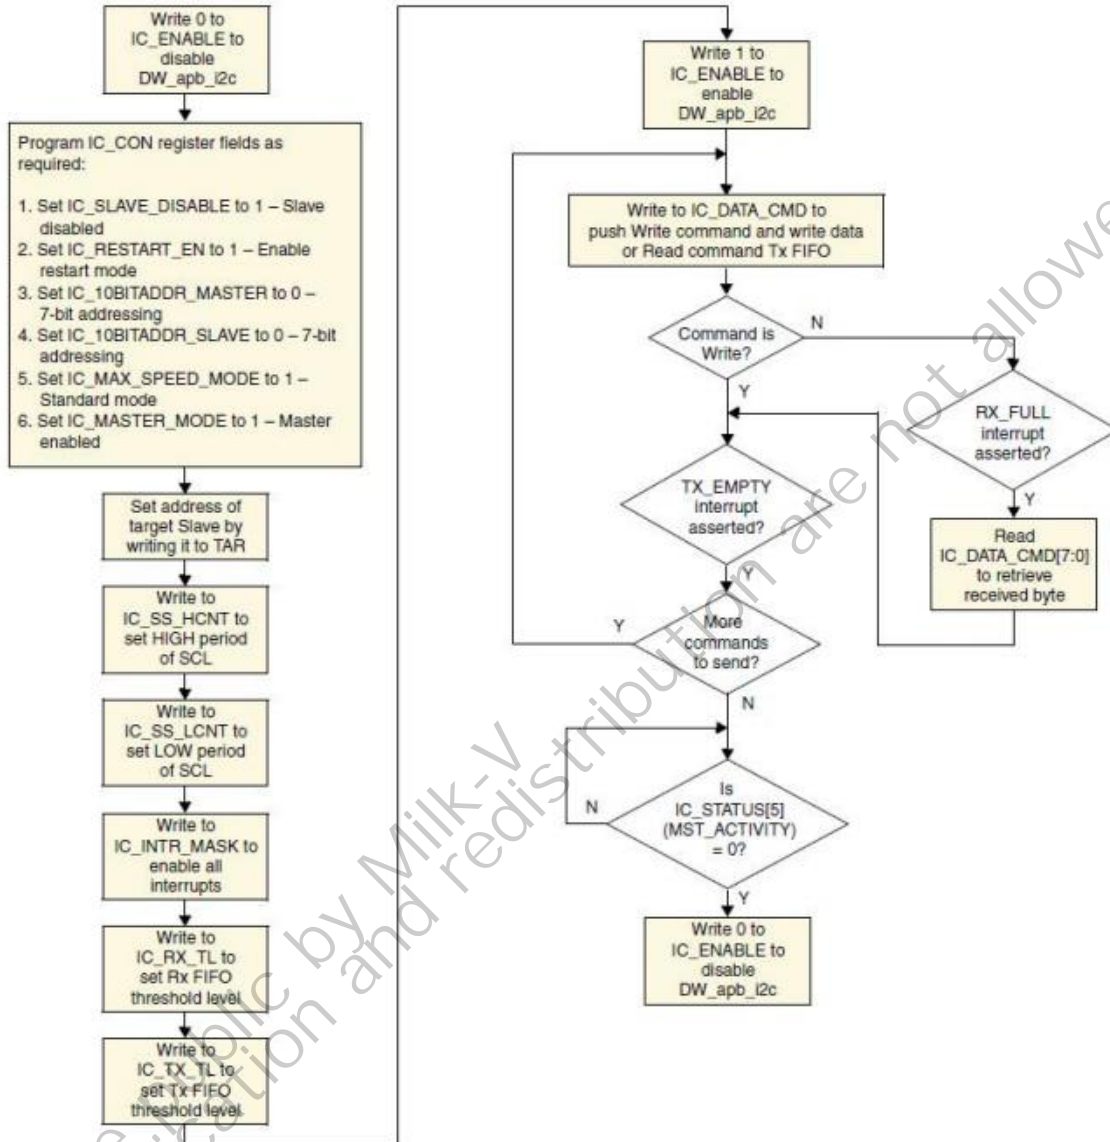 Write 0 to
IC_ENABLE to
disable
DW_apb_i2c
Program IC_CON register fields as
required:
1. Set IC_SLAVE_DISABLE to 1 – Slave
disabled
2. Set IC_RESTART_EN to 1 – Enable
restart mode
3. Set IC_10BITADDR_MASTER to 0 –
7-bit addressing
4. Set IC_10BITADDR_SLAVE to 0 – 7-bit
addressing
5. Set IC_MAX_SPEED_MODE to 1 –
Standard mode
6. Set IC_MASTER_MODE to 1 – Master
enabled
Set address of
target Slave by
writing it to TAR
Write to
IC_SS_HCNT to
set HIGH period
of SCL
Write to
IC_SS_LCNT to
set LOW period
of SCL
Write to
IC_INTR_MASK to
enable all
interrupts
Write to
IC_RX_TL to
set Rx FIFO
threshold level
Write to
IC_TX_TL to
set Tx FIFO
threshold level
Write 1 to
IC_ENABLE to
enable
DW_apb_i2c
Write to IC_DATA_CMD to
push Write command and write data
or Read command Tx FIFO
Command is
Write?
N
Y
RX_FULL
interrupt
asserted?
Y
Read
IC_DATA_CMD[7:0]
to retrieve
received byte
TX_EMPTY
interrupt
asserted?
Y
More
commands
to send?
Y
N
Is
IC_STATUS[5]
(MST_ACTIVITY)
= 0?
N
Y
Write 0 to
IC_ENABLE to
disable
DW_apb_i2c
public by Milk-V
and redistribution are not